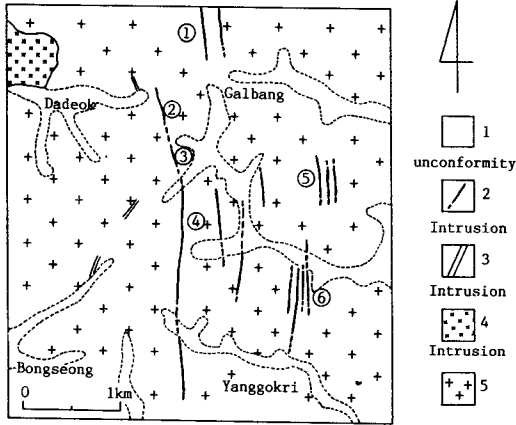 ①
Galbang
Dadeok
②
③
⑤
④
⑥
Bongseong
Yanggokri
0 1km
1
unconformity
2
Intrusion
3
Intrusion
4
Intrusion
5